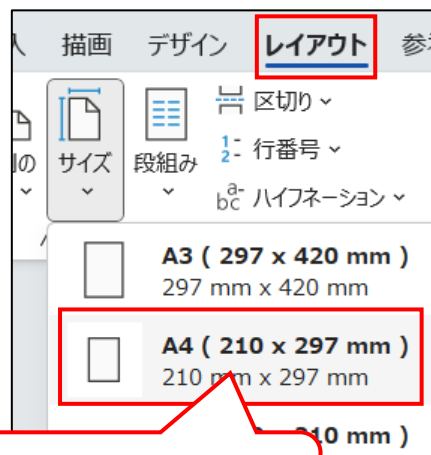 描画 デザイン レイアウト
区切り
行番号
の サイズ 段組み
ハイフネーション
A3 ( 297 x 420 mm )
297 mm x 420 mm
A4 ( 210 x 297 mm )
210 mm x 297 mm
210 mm )